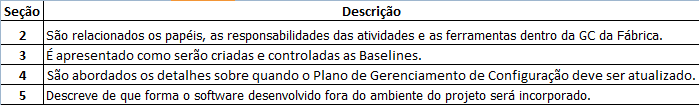 Seção Descrição
2 São relacionados os papéis, as responsabilidades das atividades e as ferramentas dentro da GC da Fábrica.
3 É apresentado como serão criadas e controladas as Baselines.
4 São abordados os detalhes sobre quando o Plano de Gerenciamento de Configuração deve ser atualizado.
5 Descreve de que forma o software desenvolvido fora do ambiente do projeto será incorporado.